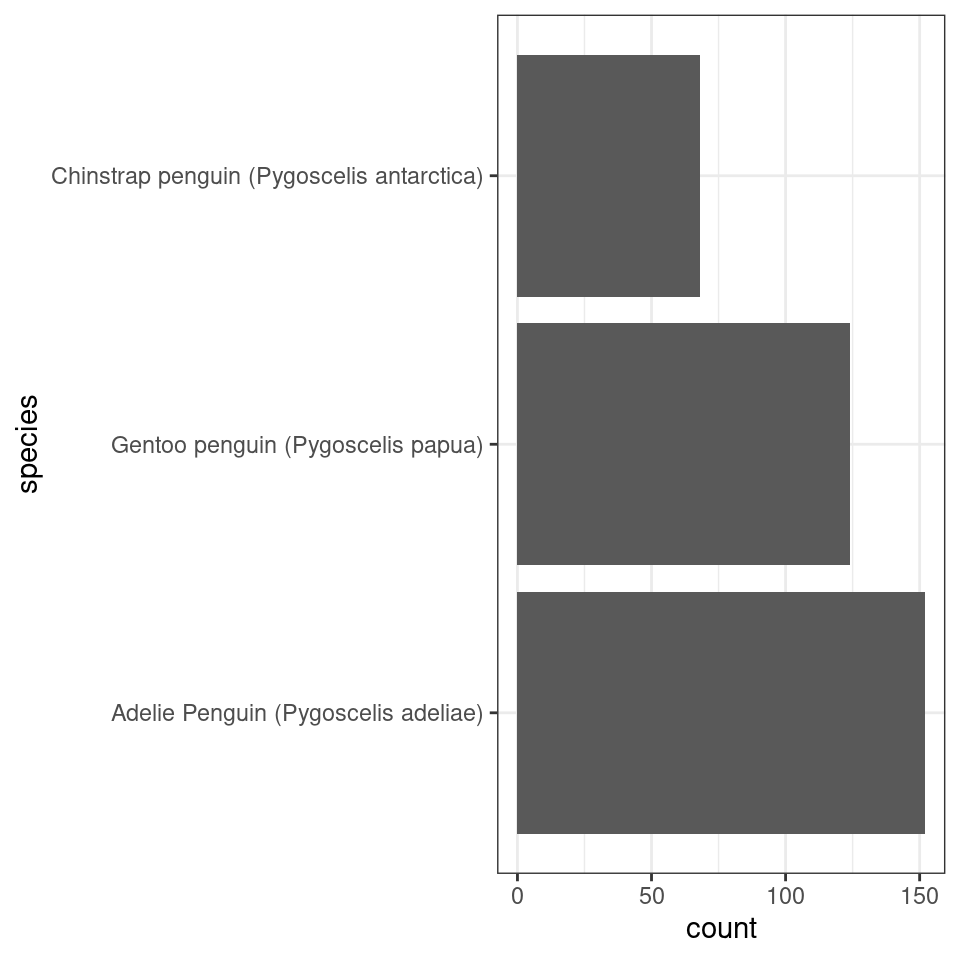 Chinstrap penguin (Pygoscelis antarctica)
Gentoo penguin (Pygoscelis papua)
Adelie Penguin (Pygoscelis adeliae)
species
0 50 100 150
count